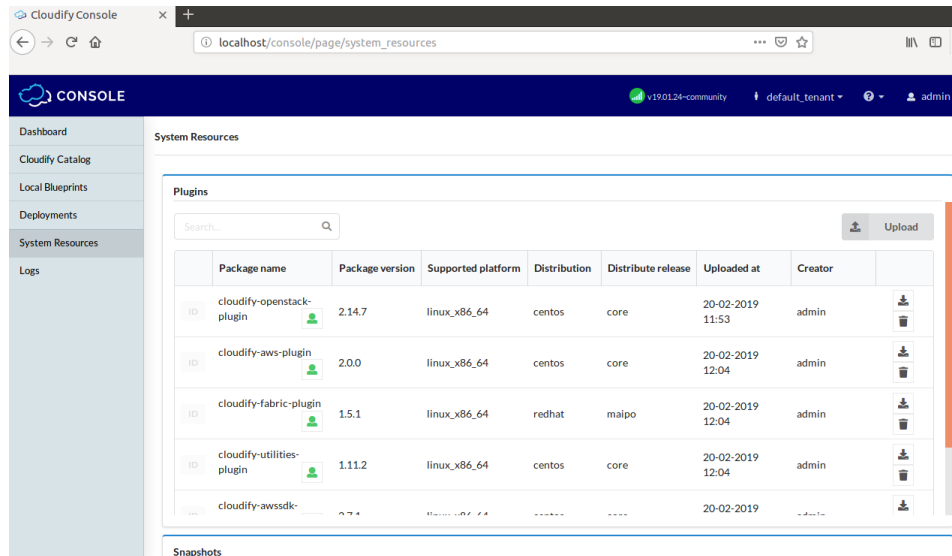 Cloudify Console
localhost/console/page/system_resources
CONSOLE
v19.01.24-community
default_tenant
admin
Dashboard
Cloudify Catalog
Local Blueprints
Deployments
System Resources
Logs
System Resources
Plugins
Search...
Upload
Package name Package version Supported platform Distribution Distribute release Uploaded at Creator
ID cloudify-openstack-plugin 2.14.7 linux_x86_64 centos core 20-02-2019 11:53 admin
ID cloudify-aws-plugin 2.0.0 linux_x86_64 centos core 20-02-2019 12:04 admin
ID cloudify-fabric-plugin 1.5.1 linux_x86_64 redhat maipo 20-02-2019 12:04 admin
ID cloudify-utilities-plugin 1.11.2 linux_x86_64 centos core 20-02-2019 12:04 admin
cloudify-awssdk- 20-02-2019
Snapshots